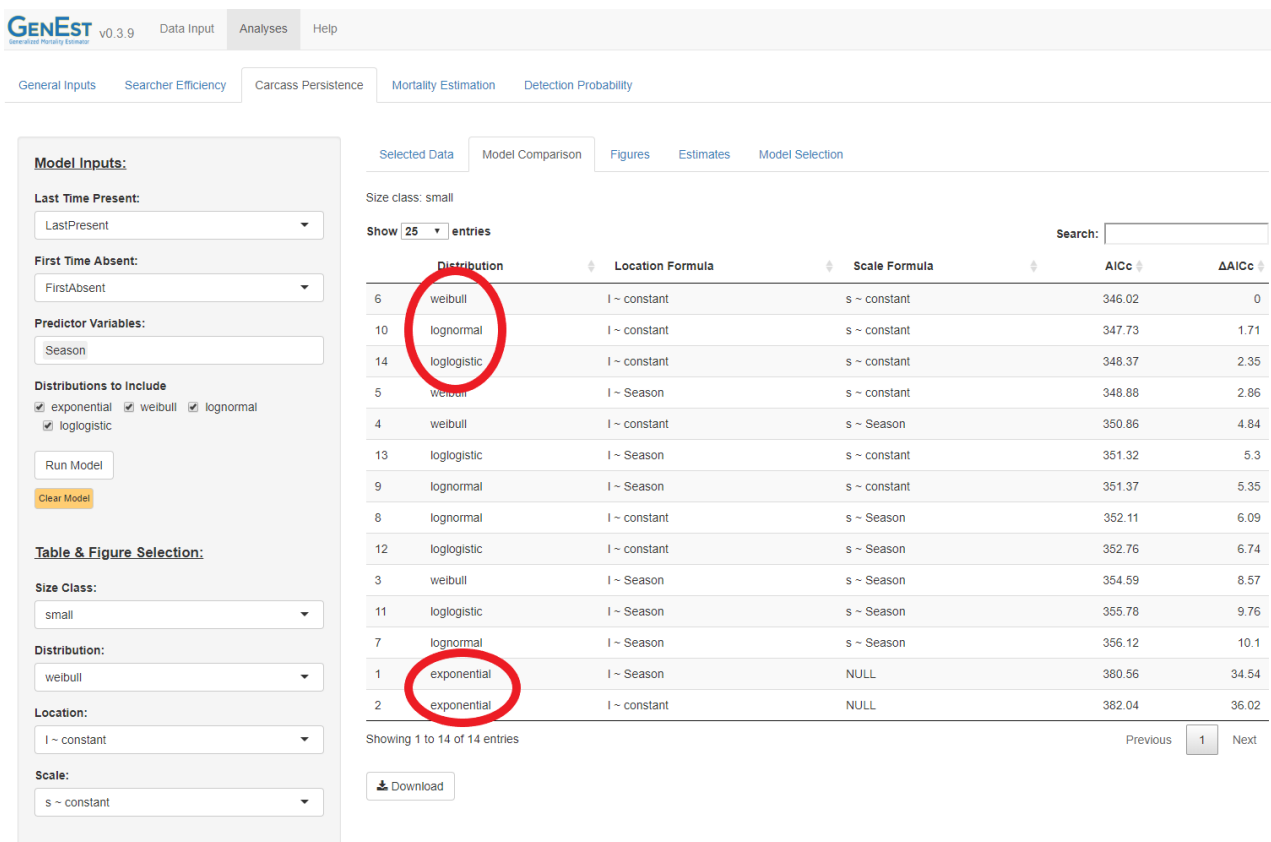 GENEST v0.3.9 Data Input Analyses Help
Generalized Mortality Estimator
General Inputs Searcher Efficiency Carcass Persistence Mortality Estimation Detection Probability
Model Inputs:
Last Time Present:
LastPresent
First Time Absent:
FirstAbsent
Predictor Variables:
Season
Distributions to Include
exponential weibull lognormal
loglogistic
Run Model
Clear Model
Table & Figure Selection:
Size Class:
small
Distribution:
weibull
Location:
l ~ constant
Scale:
s ~ constant
Selected Data Model Comparison Figures Estimates Model Selection
Size class: small
Show 25 entries
Search:
Distribution Location Formula Scale Formula AICc ΔAICc
6 weibull l ~ constant s ~ constant 346.02 0
10 lognormal l ~ constant s ~ constant 347.73 1.71
14 loglogistic l ~ constant s ~ constant 348.37 2.35
5 weibull l ~ Season s ~ constant 348.88 2.86
4 weibull l ~ constant s ~ Season 350.86 4.84
13 loglogistic l ~ Season s ~ constant 351.32 5.3
9 lognormal l ~ Season s ~ constant 351.37 5.35
8 lognormal l ~ constant s ~ Season 352.11 6.09
12 loglogistic l ~ constant s ~ Season 352.76 6.74
3 weibull l ~ Season s ~ Season 354.59 8.57
11 loglogistic l ~ Season s ~ Season 355.78 9.76
7 lognormal l ~ Season s ~ Season 356.12 10.1
1 exponential l ~ Season NULL 380.56 34.54
2 exponential l ~ constant NULL 382.04 36.02
Showing 1 to 14 of 14 entries
Previous 1 Next
Download